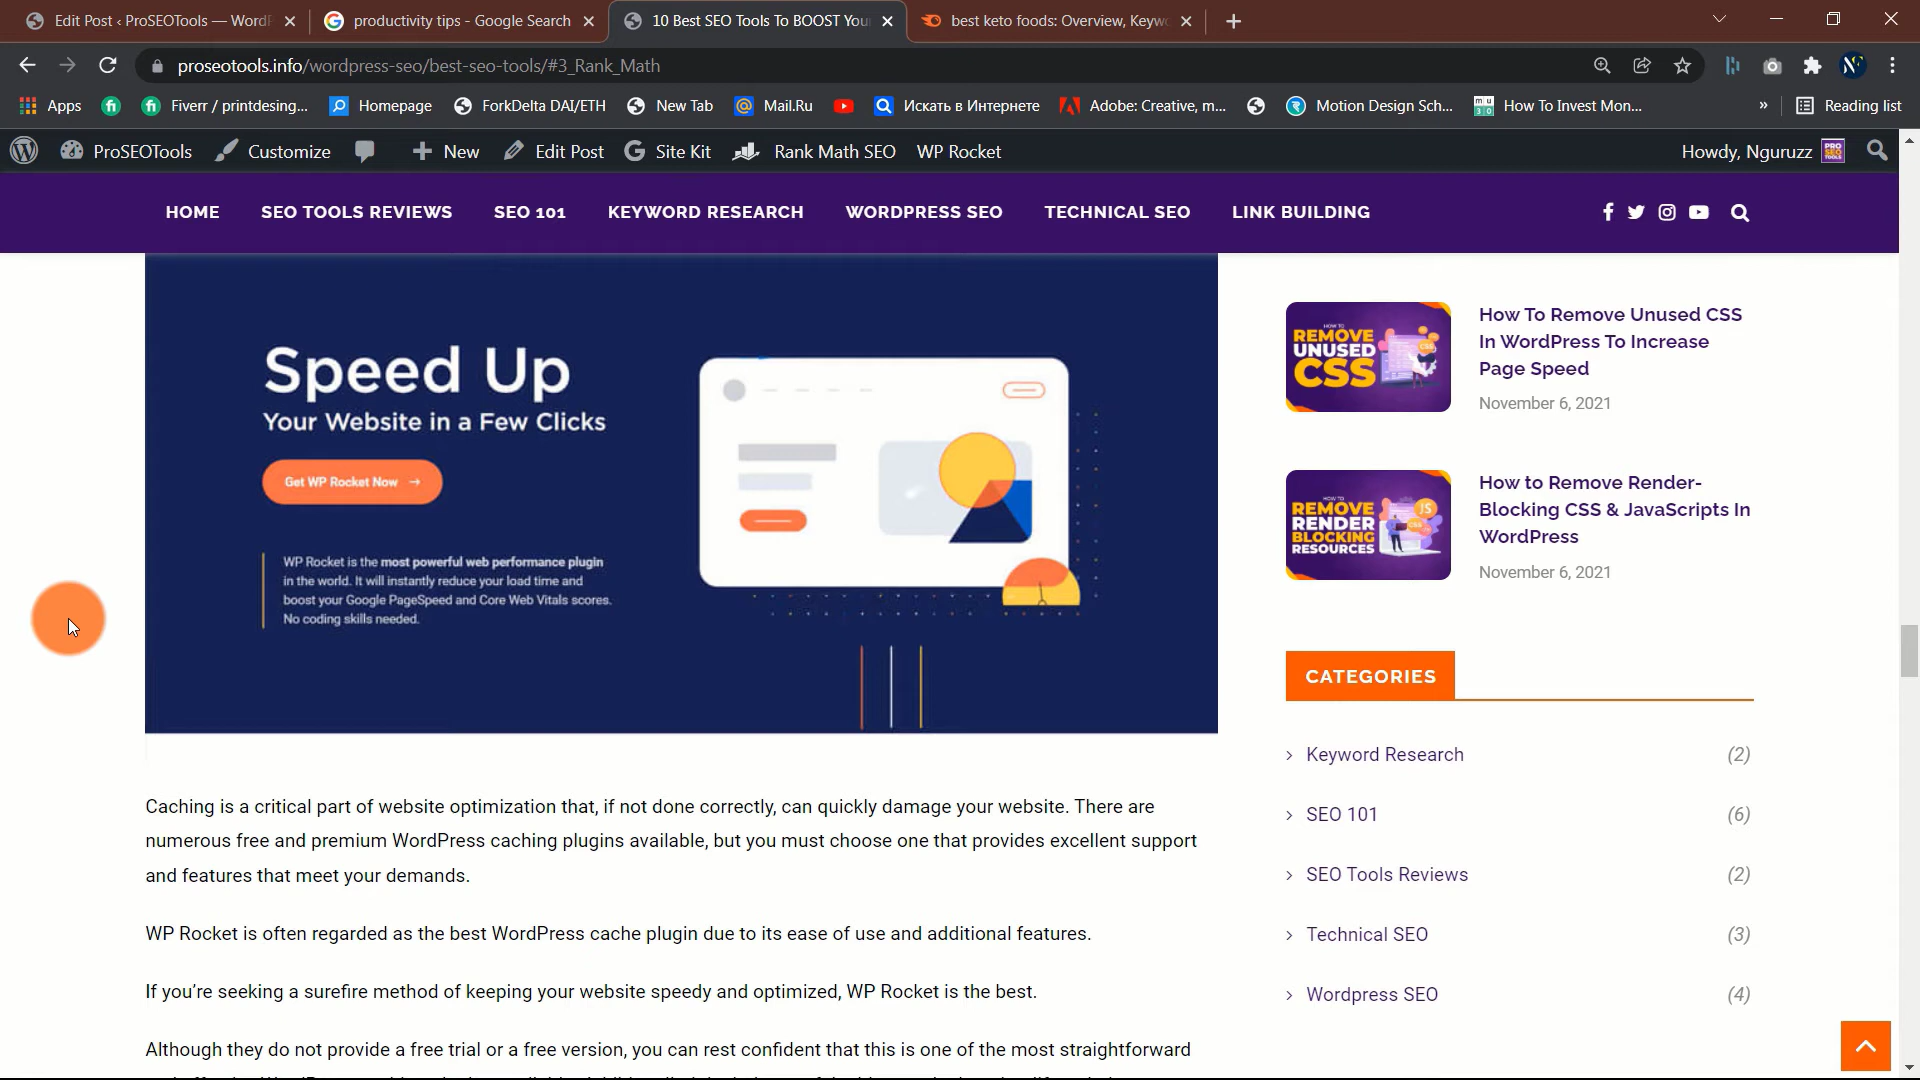 Edit Post ‹ ProSEOTools — WordP
productivity tips - Google Search
10 Best SEO Tools To BOOST You
best keto foods: Overview, Keyw
proseotools.info/wordpress-seo/best-seo-tools/#3_Rank_Math
Apps
Fiverr / printdesing...
Homepage
ForkDelta DAI/ETH
New Tab
Mail.Ru
Искать в Интернете
Adobe: Creative, m...
Motion Design Sch...
How To Invest Mon...
»
Reading list
ProSEOTools
Customize
New
Edit Post
Site Kit
Rank Math SEO
WP Rocket
Howdy, Nguruzz
HOME
SEO TOOLS REVIEWS
SEO 101
KEYWORD RESEARCH
WORDPRESS SEO
TECHNICAL SEO
LINK BUILDING
Speed Up
Your Website in a Few Clicks
Get WP Rocket Now →
WP Rocket is the most powerful web performance plugin
in the world. It will instantly reduce your load time and
boost your Google PageSpeed and Core Web Vitals scores.
No coding skills needed.
Caching is a critical part of website optimization that, if not done correctly, can quickly damage your website. There are
numerous free and premium WordPress caching plugins available, but you must choose one that provides excellent support
and features that meet your demands.
WP Rocket is often regarded as the best WordPress cache plugin due to its ease of use and additional features.
If you’re seeking a surefire method of keeping your website speedy and optimized, WP Rocket is the best.
Although they do not provide a free trial or a free version, you can rest confident that this is one of the most straightforward
HOW TO
REMOVE
UNUSED
CSS
How To Remove Unused CSS
In WordPress To Increase
Page Speed
November 6, 2021
HOW TO
REMOVE
RENDER
BLOCKING
RESOURCES
JS
How to Remove Render-
Blocking CSS & JavaScripts In
WordPress
November 6, 2021
CATEGORIES
Keyword Research (2)
SEO 101 (6)
SEO Tools Reviews (2)
Technical SEO (3)
Wordpress SEO (4)